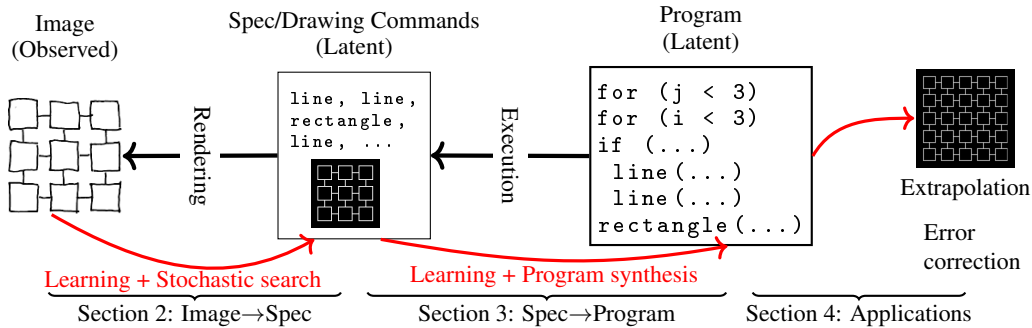 Image
(Observed)
Spec/Drawing Commands
(Latent)
Program
(Latent)
Rendering
line, line,
rectangle,
line, ...
Execution
for (j < 3)
for (i < 3)
if (...)
line(...)
line(...)
rectangle(...)
Extrapolation
Error
correction
Learning + Stochastic search
Learning + Program synthesis
Section 2: Image→Spec
Section 3: Spec→Program
Section 4: Applications